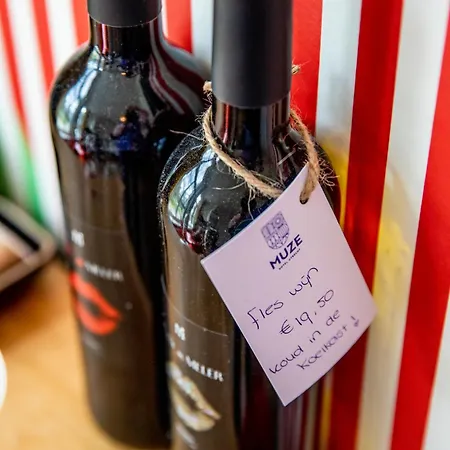 MUZE
Fles wijn
€ 19,50
koud in de
koelkast!